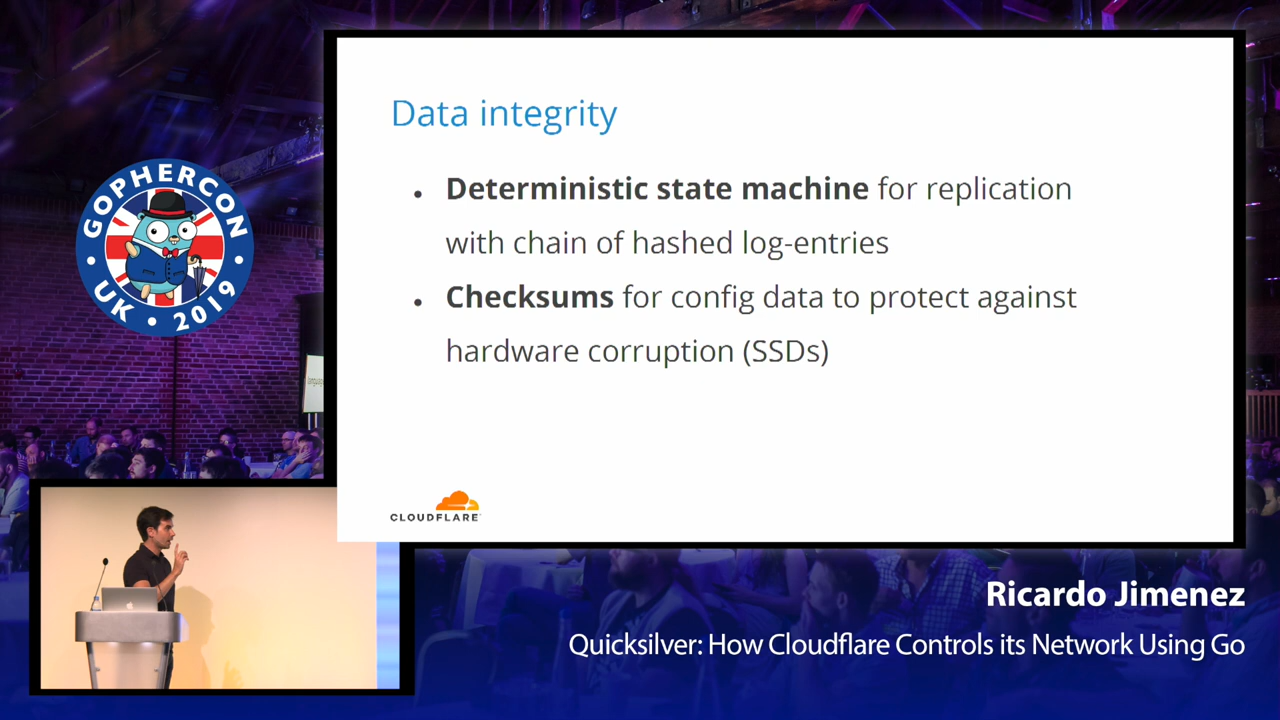 GOPHERCON
UK • 2019
Data integrity
• Deterministic state machine for replication
with chain of hashed log-entries
• Checksums for config data to protect against
hardware corruption (SSDs)
CLOUDFLARE
Ricardo Jimenez
Quicksilver: How Cloudflare Controls its Network Using Go